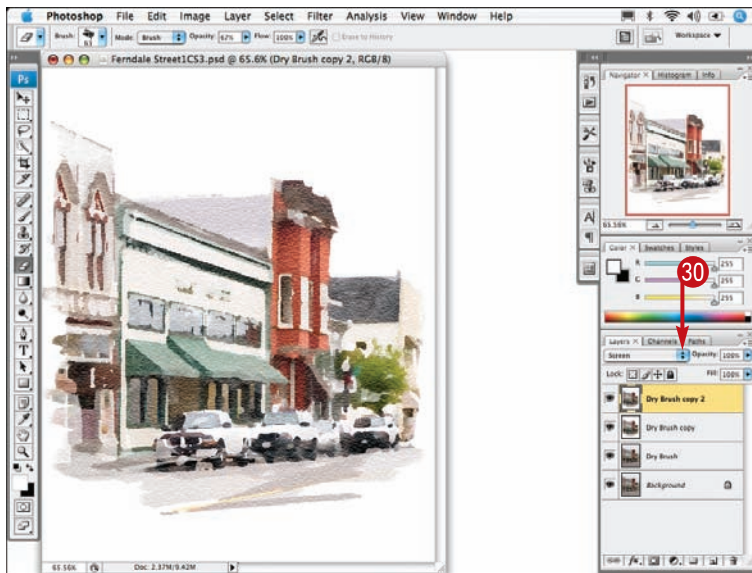 Photoshop File Edit Image Layer Select Filter Analysis View Window Help
Brush: 63 Mode: Brush Opacity: 67% Flow: 100% Erase to History Workspace
Ferndale Street1CS3.psd @ 65.6% (Dry Brush copy 2, RGB/8)
Ps
Navigator X Histogram Info
65.56%
Color X Swatches Styles
R 255
255
B 255
30
Layers X Channels Paths
Screen Opacity: 100%
Lock: Fill: 100%
Dry Brush copy 2
Dry Brush copy
Dry Brush
Background
65.56% Doc: 2.37M/9.42M